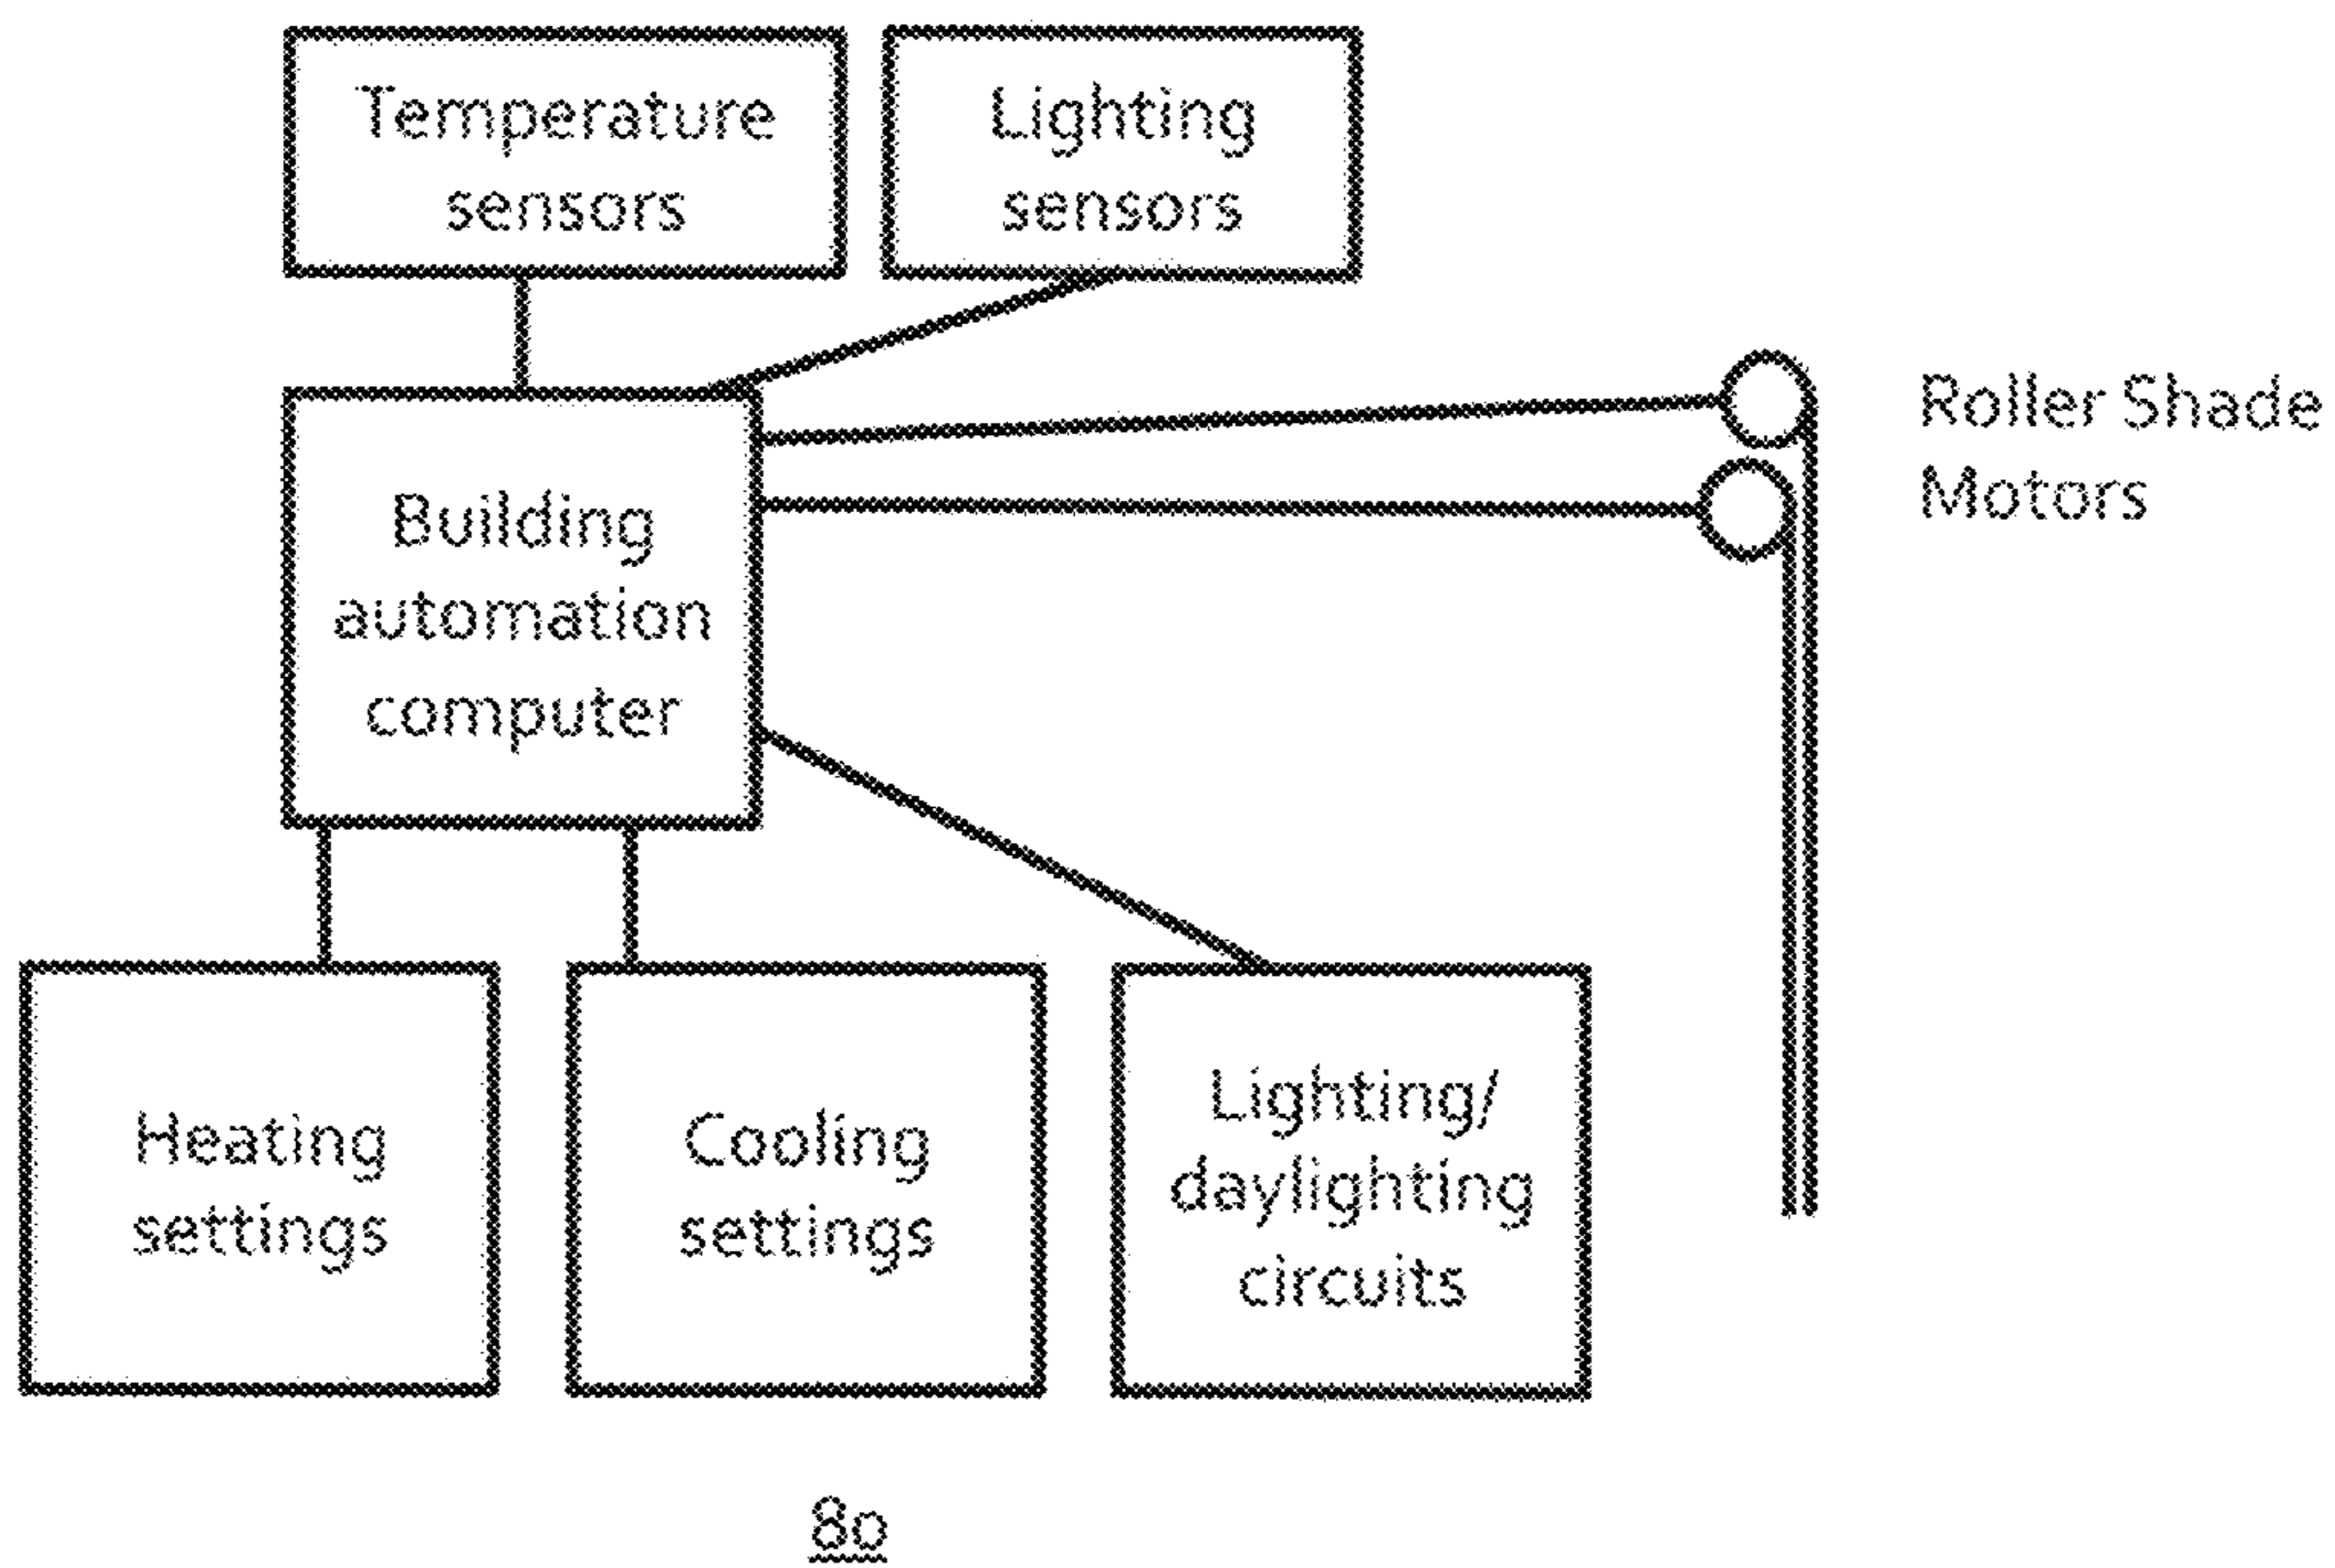 Temperature
sensors
Lighting
sensors
Roller Shade
Motors
Building
automation
computer
Heating
settings
Cooling
settings
Lighting/
daylighting
circuits
80